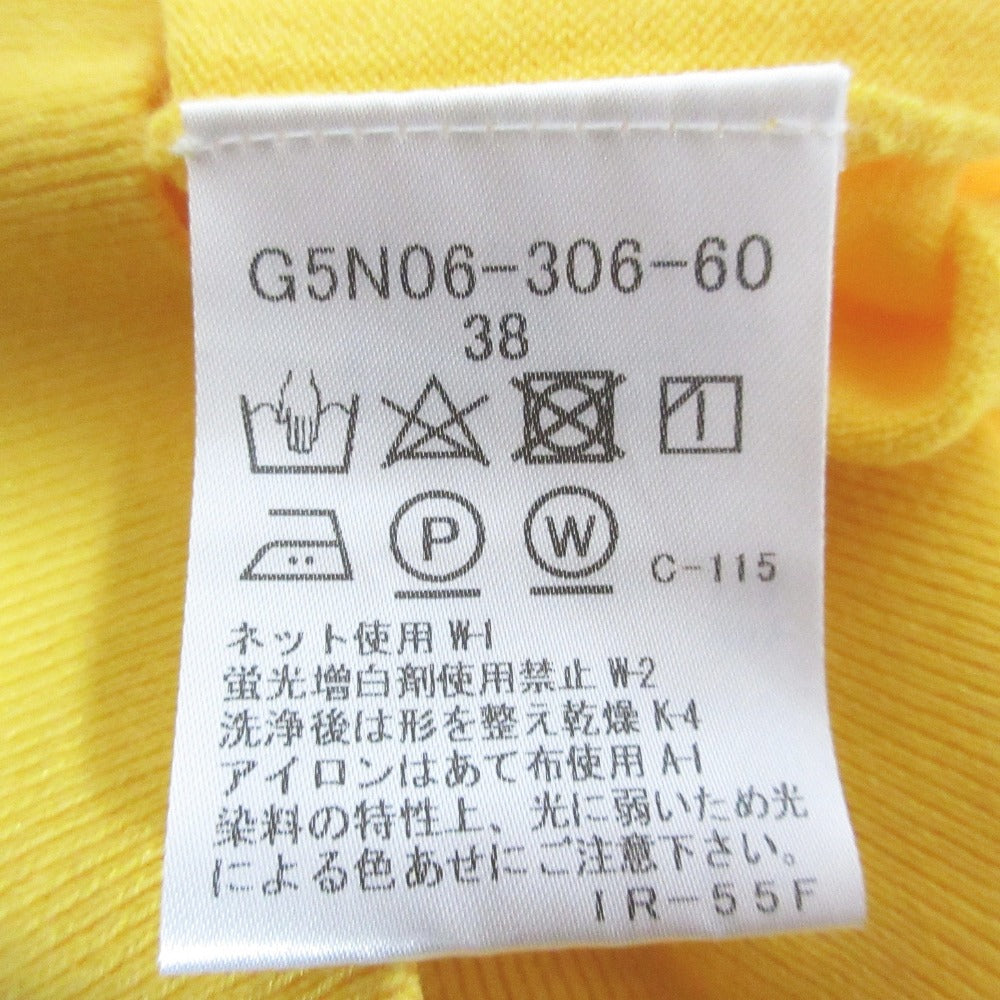 G5N06-306-60
38
P W C-115
ネット使用 W-1
蛍光増白剤使用禁止 W-2
洗浄後は形を整え乾燥 K-4
アイロンはあて布使用 A-1
染料の特性上、光に弱いため光
による色あせにご注意下さい。
IR-55F